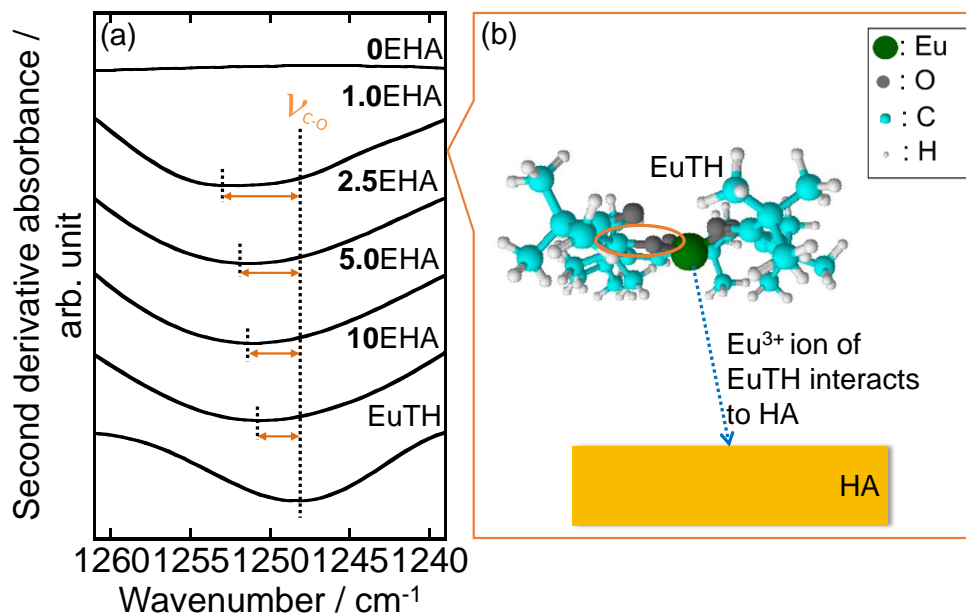 (a)
0EHA
1.0EHA
νC-O
2.5EHA
5.0EHA
10EHA
EuTH
Second derivative absorbance /
arb. unit
1260 1255 1250 1245 1240
Wavenumber / cm-1
(b)
: Eu
: O
: C
: H
EuTH
Eu3+ ion of
EuTH interacts
to HA
HA